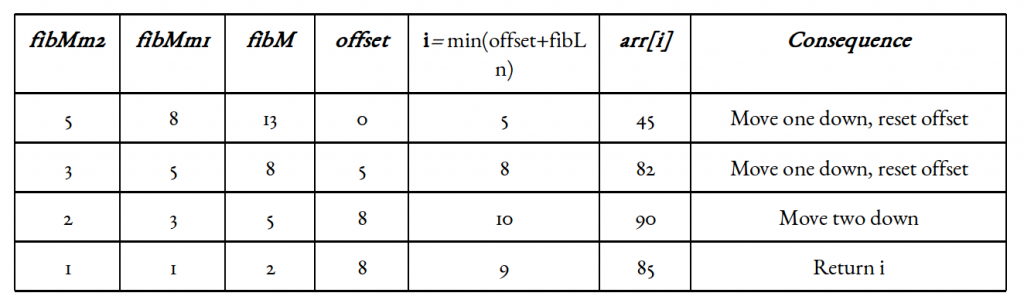 fibMm2 fibMm1 fibM offset i=min(offset+fibL arr[i] Consequence
n)
5 8 13 0 5 45 Move one down, reset offset
3 5 8 5 8 82 Move one down, reset offset
2 3 5 8 10 90 Move two down
1 1 2 8 9 85 Return i